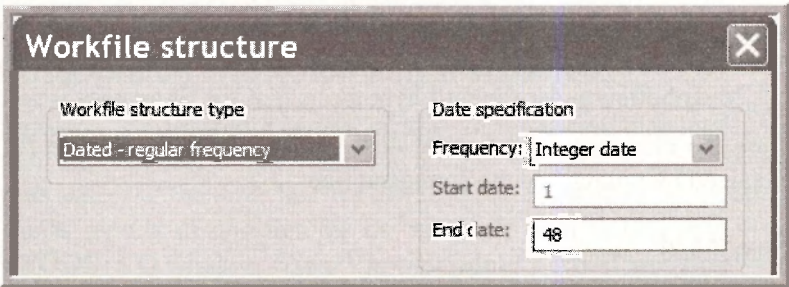 Workfile structure
Workfile structure type
Dated - regular frequency
Date specification
Frequency: Integer date
Start date: 1
End date: 48